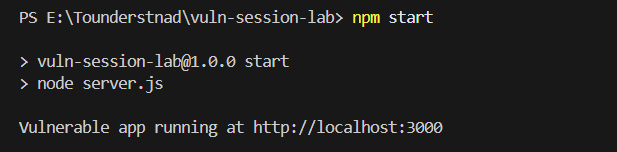 PS E:\Tounderstnad\vuln-session-lab> npm start
> vuln-session-lab@1.0.0 start
> node server.js
Vulnerable app running at http://localhost:3000